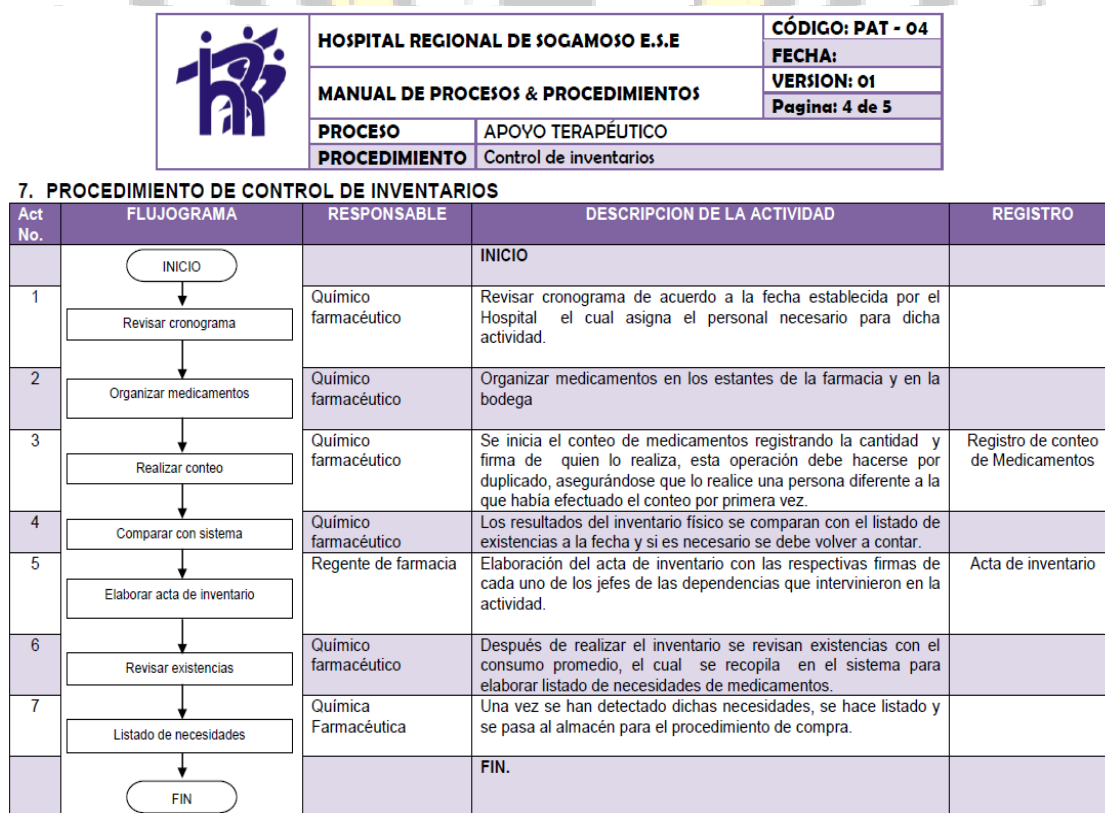 HOSPITAL REGIONAL DE SOGAMOSO E.S.E
CÓDIGO: PAT - 04
FECHA:
MANUAL DE PROCESOS & PROCEDIMIENTOS
VERSION: 01
Pagina: 4 de 5
PROCESO APOYO TERAPÉUTICO
PROCEDIMIENTO Control de inventarios
7. PROCEDIMIENTO DE CONTROL DE INVENTARIOS
Act No. FLUJOGRAMA RESPONSABLE DESCRIPCION DE LA ACTIVIDAD REGISTRO
INICIO
INICIO
1
Revisar cronograma
Químico
farmacéutico
Revisar cronograma de acuerdo a la fecha establecida por el
Hospital el cual asigna el personal necesario para dicha
actividad.
2
Organizar medicamentos
Químico
farmacéutico
Organizar medicamentos en los estantes de la farmacia y en la
bodega
3
Realizar conteo
Químico
farmacéutico
Se inicia el conteo de medicamentos registrando la cantidad y
firma de quien lo realiza, esta operación debe hacerse por
duplicado, asegurándose que lo realice una persona diferente a la
que había efectuado el conteo por primera vez.
Registro de conteo
de Medicamentos
4
Comparar con sistema
Químico
farmacéutico
Los resultados del inventario físico se comparan con el listado de
existencias a la fecha y si es necesario se debe volver a contar.
5
Elaborar acta de inventario
Regente de farmacia
Elaboración del acta de inventario con las respectivas firmas de
cada uno de los jefes de las dependencias que intervinieron en la
actividad.
Acta de inventario
6
Revisar existencias
Químico
farmacéutico
Después de realizar el inventario se revisan existencias con el
consumo promedio, el cual se recopila en el sistema para
elaborar listado de necesidades de medicamentos.
7
Listado de necesidades
Química
Farmacéutica
Una vez se han detectado dichas necesidades, se hace listado y
se pasa al almacén para el procedimiento de compra.
FIN
FIN.